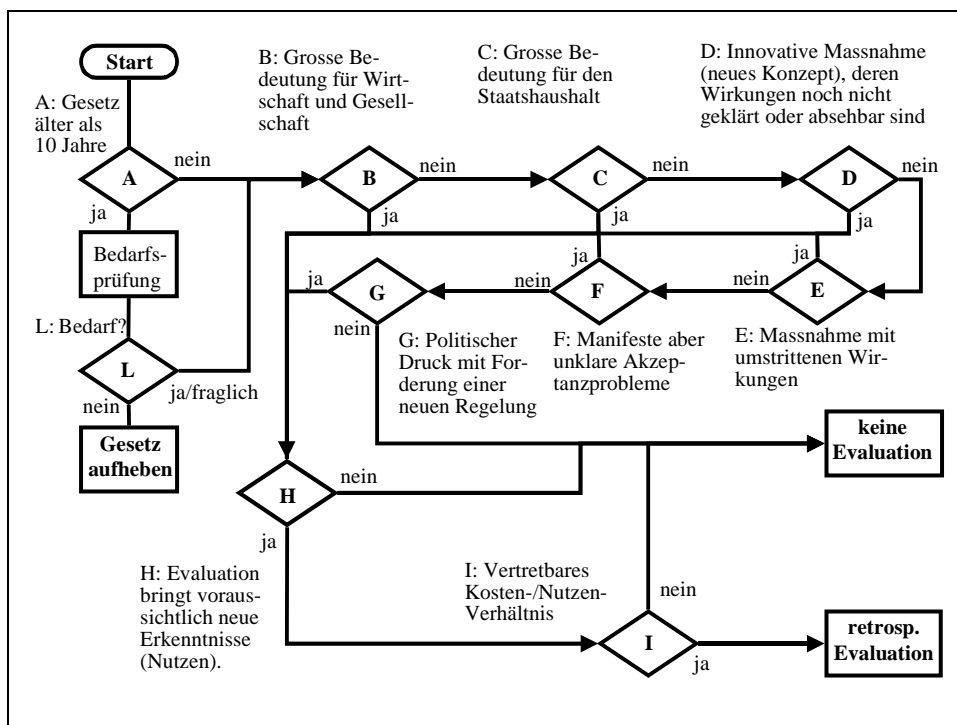 Start
A: Gesetz
älter als
10 Jahre
B: Grosse Be-
deutung für Wirt-
schaft und Gesell-
schaft
C: Grosse Be-
deutung für den
Staatshaushalt
D: Innovative Massnahme
(neues Konzept), deren
Wirkungen noch nicht
geklärt oder absehbar sind
A
nein
ja
B
nein
ja
C
nein
ja
D
nein
ja
Bedarfs-
prüfung
L: Bedarf?
L
ja/fraglich
nein
Gesetz
aufheben
ja
G
nein
nein
ja
F
nein
ja
E
G: Politischer
Druck mit For-
derung einer
neuen Regelung
F: Manifeste aber
unklare Akzep-
tanzprobleme
E: Massnahme mit
umstrittenen Wir-
kungen
keine
Evaluation
H
nein
ja
H: Evaluation
bringt voraus-
sichtlich neue
Erkenntnisse
(Nutzen).
I: Vertretbares
Kosten-/Nutzen-
Verhältnis
nein
I
ja
retrosp.
Evaluation